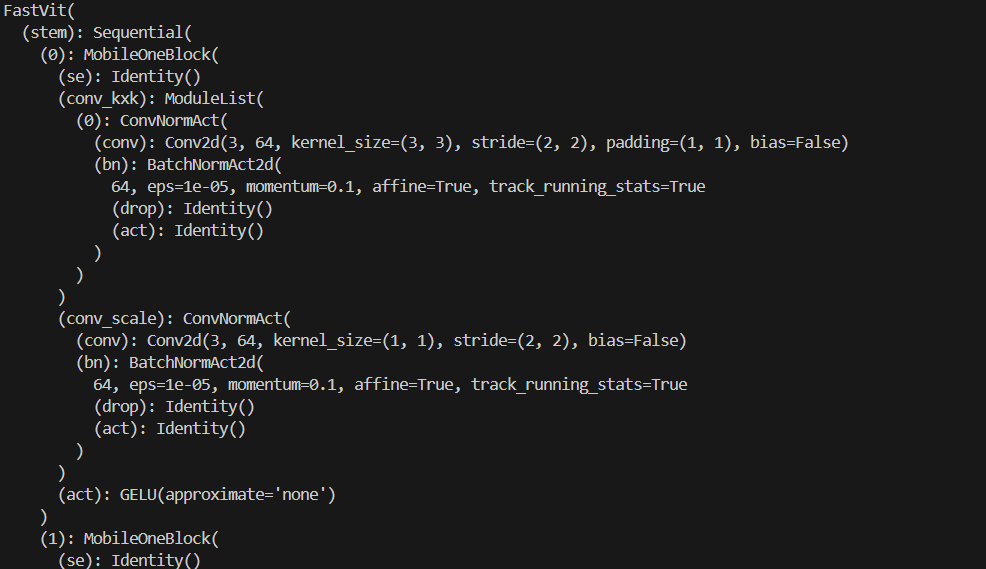 FastVit(
  (stem): Sequential(
    (0): MobileOneBlock(
      (se): Identity()
      (conv_kxk): ModuleList(
        (0): ConvNormAct(
          (conv): Conv2d(3, 64, kernel_size=(3, 3), stride=(2, 2), padding=(1, 1), bias=False)
          (bn): BatchNormAct2d(
            64, eps=1e-05, momentum=0.1, affine=True, track_running_stats=True
            (drop): Identity()
            (act): Identity()
          )
        )
      )
      (conv_scale): ConvNormAct(
        (conv): Conv2d(3, 64, kernel_size=(1, 1), stride=(2, 2), bias=False)
        (bn): BatchNormAct2d(
          64, eps=1e-05, momentum=0.1, affine=True, track_running_stats=True
          (drop): Identity()
          (act): Identity()
        )
      )
      (act): GELU(approximate='none')
    )
    (1): MobileOneBlock(
      (se): Identity()